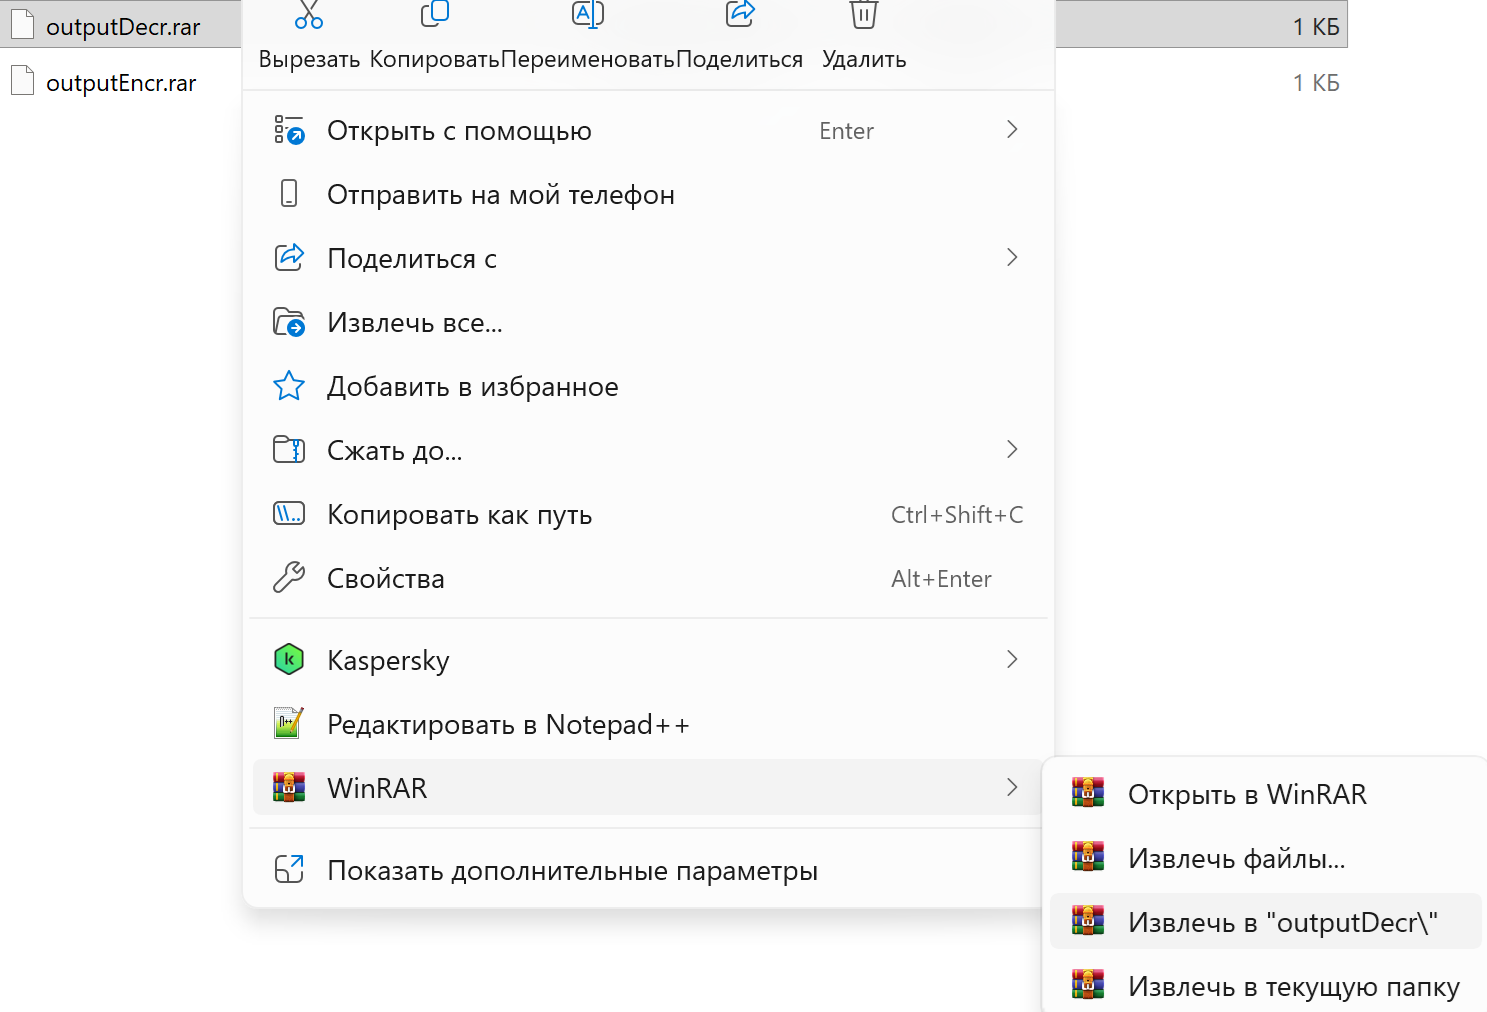 outputDecr.rar 1 КБ
outputEncr.rar 1 КБ
Вырезать Копировать Переименовать Поделиться Удалить
Открыть с помощью Enter
Отправить на мой телефон
Поделиться с
Извлечь все...
Добавить в избранное
Сжать до...
Копировать как путь Ctrl+Shift+C
Свойства Alt+Enter
Kaspersky
Редактировать в Notepad++
WinRAR
Показать дополнительные параметры
Открыть в WinRAR
Извлечь файлы...
Извлечь в "outputDecr\"
Извлечь в текущую папку